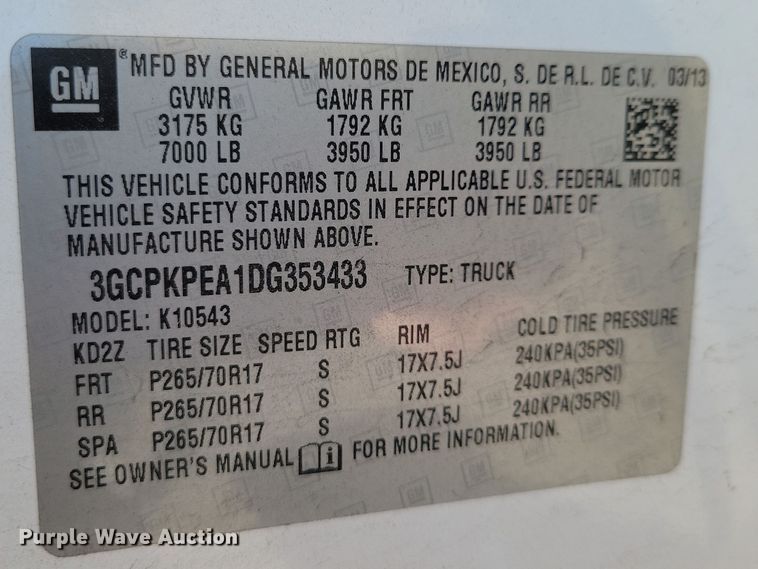 GM ® MFD BY GENERAL MOTORS DE MEXICO, S. DE R.L. DE C.V. 03/13
GVWR GAWR FRT GAWR RR
3175 KG 1792 KG 1792 KG
7000 LB 3950 LB 3950 LB
THIS VEHICLE CONFORMS TO ALL APPLICABLE U.S. FEDERAL MOTOR
VEHICLE SAFETY STANDARDS IN EFFECT ON THE DATE OF
MANUFACTURE SHOWN ABOVE.
3GCPKPEA1DG353433 TYPE: TRUCK
MODEL: K10543
KD2Z TIRE SIZE SPEED RTG RIM COLD TIRE PRESSURE
FRT P265/70R17 S 17X7.5J 240KPA(35PSI)
RR P265/70R17 S 17X7.5J 240KPA(35PSI)
SPA P265/70R17 S 17X7.5J 240KPA(35PSI)
SEE OWNER'S MANUAL i FOR MORE INFORMATION.
Purple Wave Auction